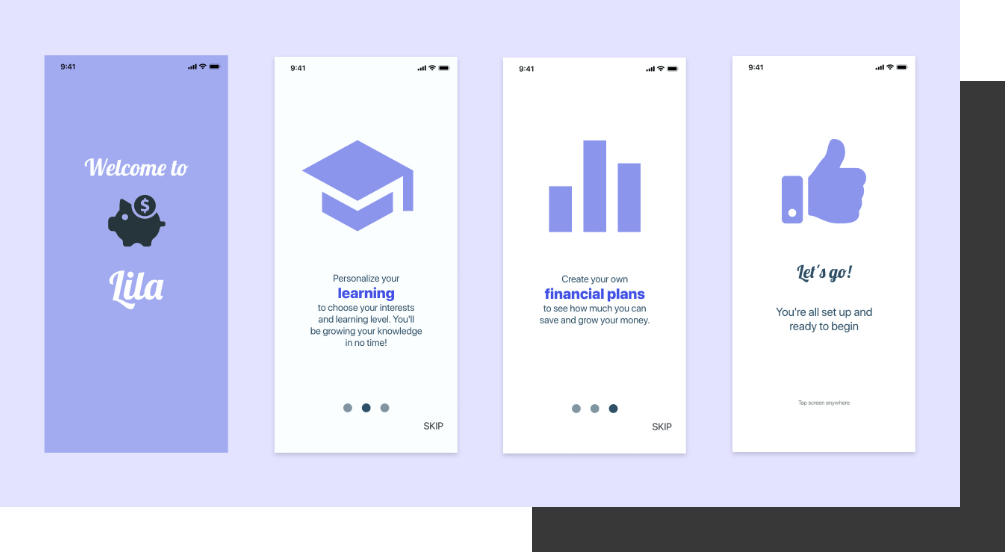 9:41
Welcome to
$
Lila
9:41
Personalize your
learning
to choose your interests
and learning level. You'll
be growing your knowledge
in no time!
SKIP
9:41
Create your own
financial plans
to see how much you can
save and grow your money.
SKIP
9:41
Let's go!
You're all set up and
ready to begin
Tap screen anywhere